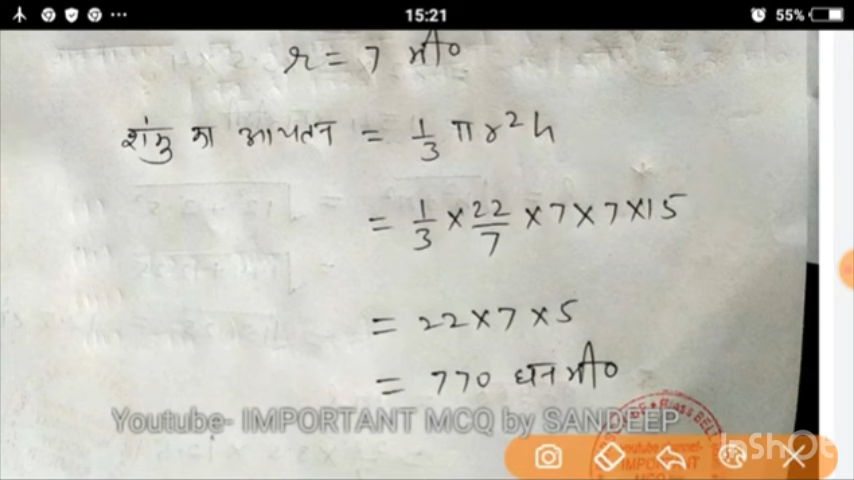 15:21 55%
r = 7 मी०
शंकु का आयतन = 1/3 π r² h
= 1/3 × 22/7 × 7 × 7 × 15
= 22 × 7 × 5
= 770 घन मी०
Youtube- IMPORTANT MCQ by SANDEEP
InShOt